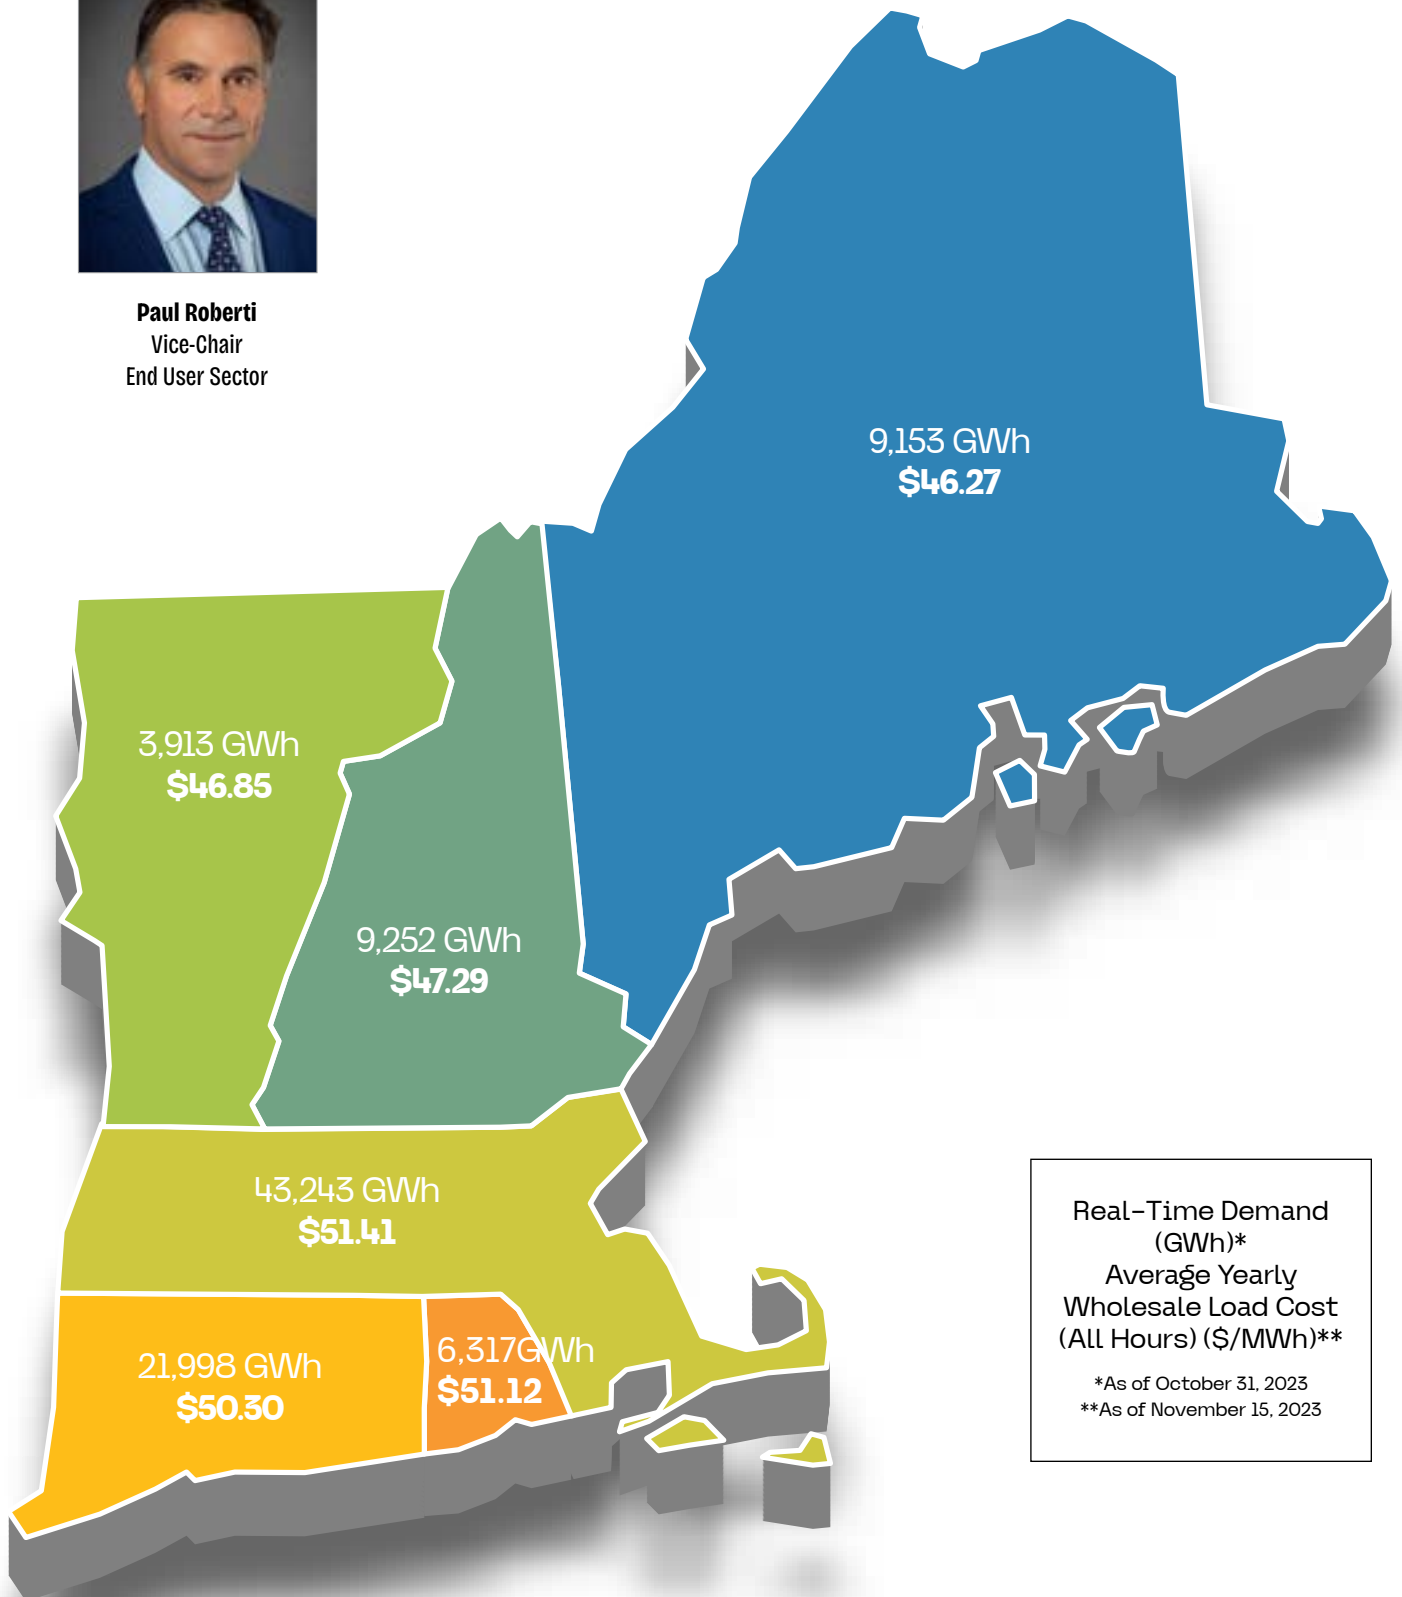 Paul Roberti
Vice-Chair
End User Sector
9,153 GWh
$46.27
3,913 GWh
$46.85
9,252 GWh
$47.29
43,243 GWh
$51.41
21,998 GWh
$50.30
6,317GWh
$51.12
Real-Time Demand
(GWh)*
Average Yearly
Wholesale Load Cost
(All Hours) ($/MWh)**
*As of October 31, 2023
**As of November 15, 2023